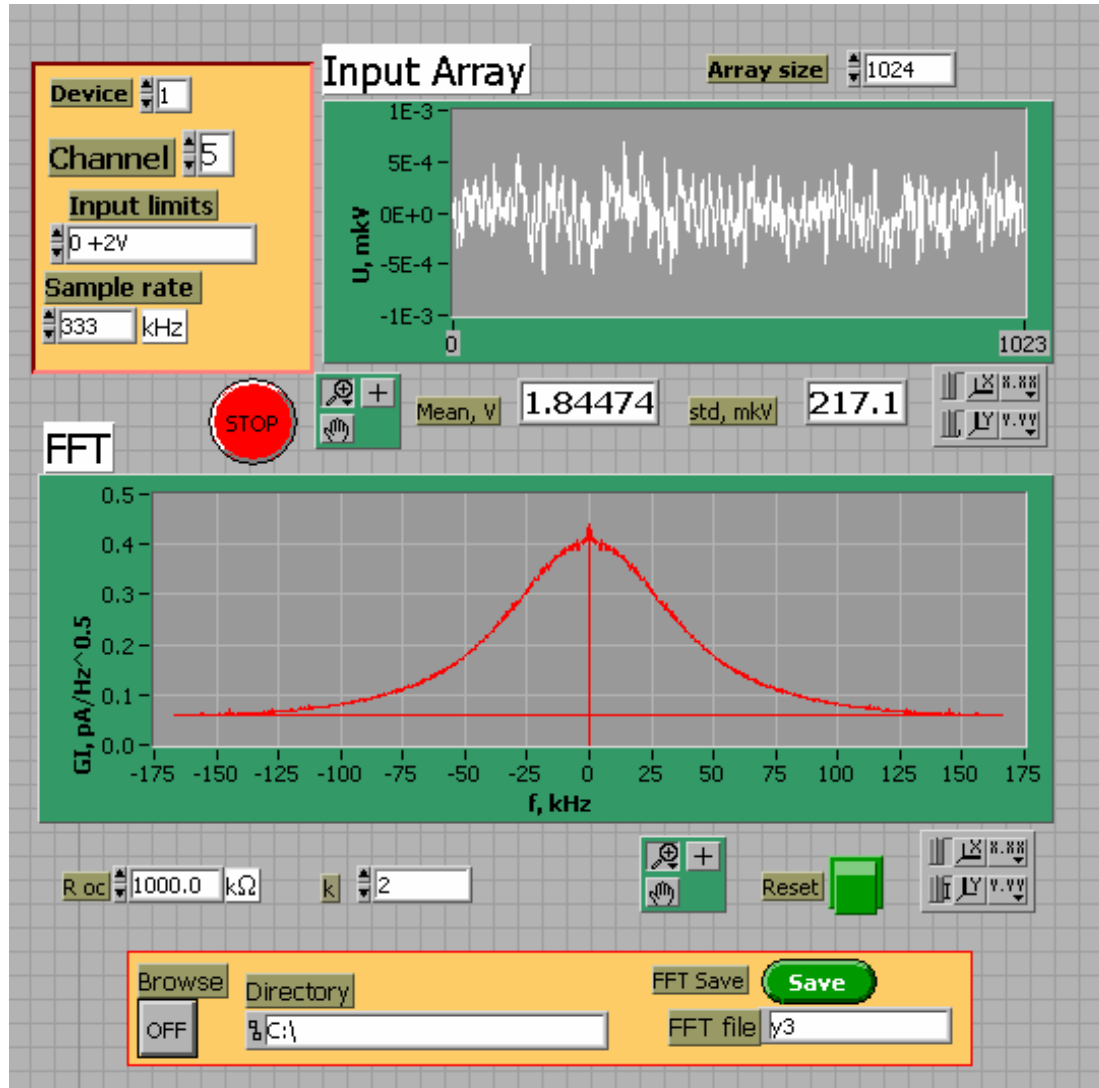 Input Array
Array size 1024
Device 1
Channel 5
Input limits
0 +2V
Sample rate
333 kHz
1E-3
5E-4
0E+0
-5E-4
-1E-3
U, mkV
0 1023
STOP
Mean, V 1.84474 std, mkV 217.1
X X.XX
Y Y.YY
FFT
0.5
0.4
0.3
0.2
0.1
0.0
GI, pA/Hz^0.5
-175 -150 -125 -100 -75 -50 -25 0 25 50 75 100 125 150 175
f, kHz
R oc 1000.0 kΩ k 2 Reset
X X.XX
Y Y.YY
Browse
OFF
Directory
C:\
FFT Save Save
FFT file y3